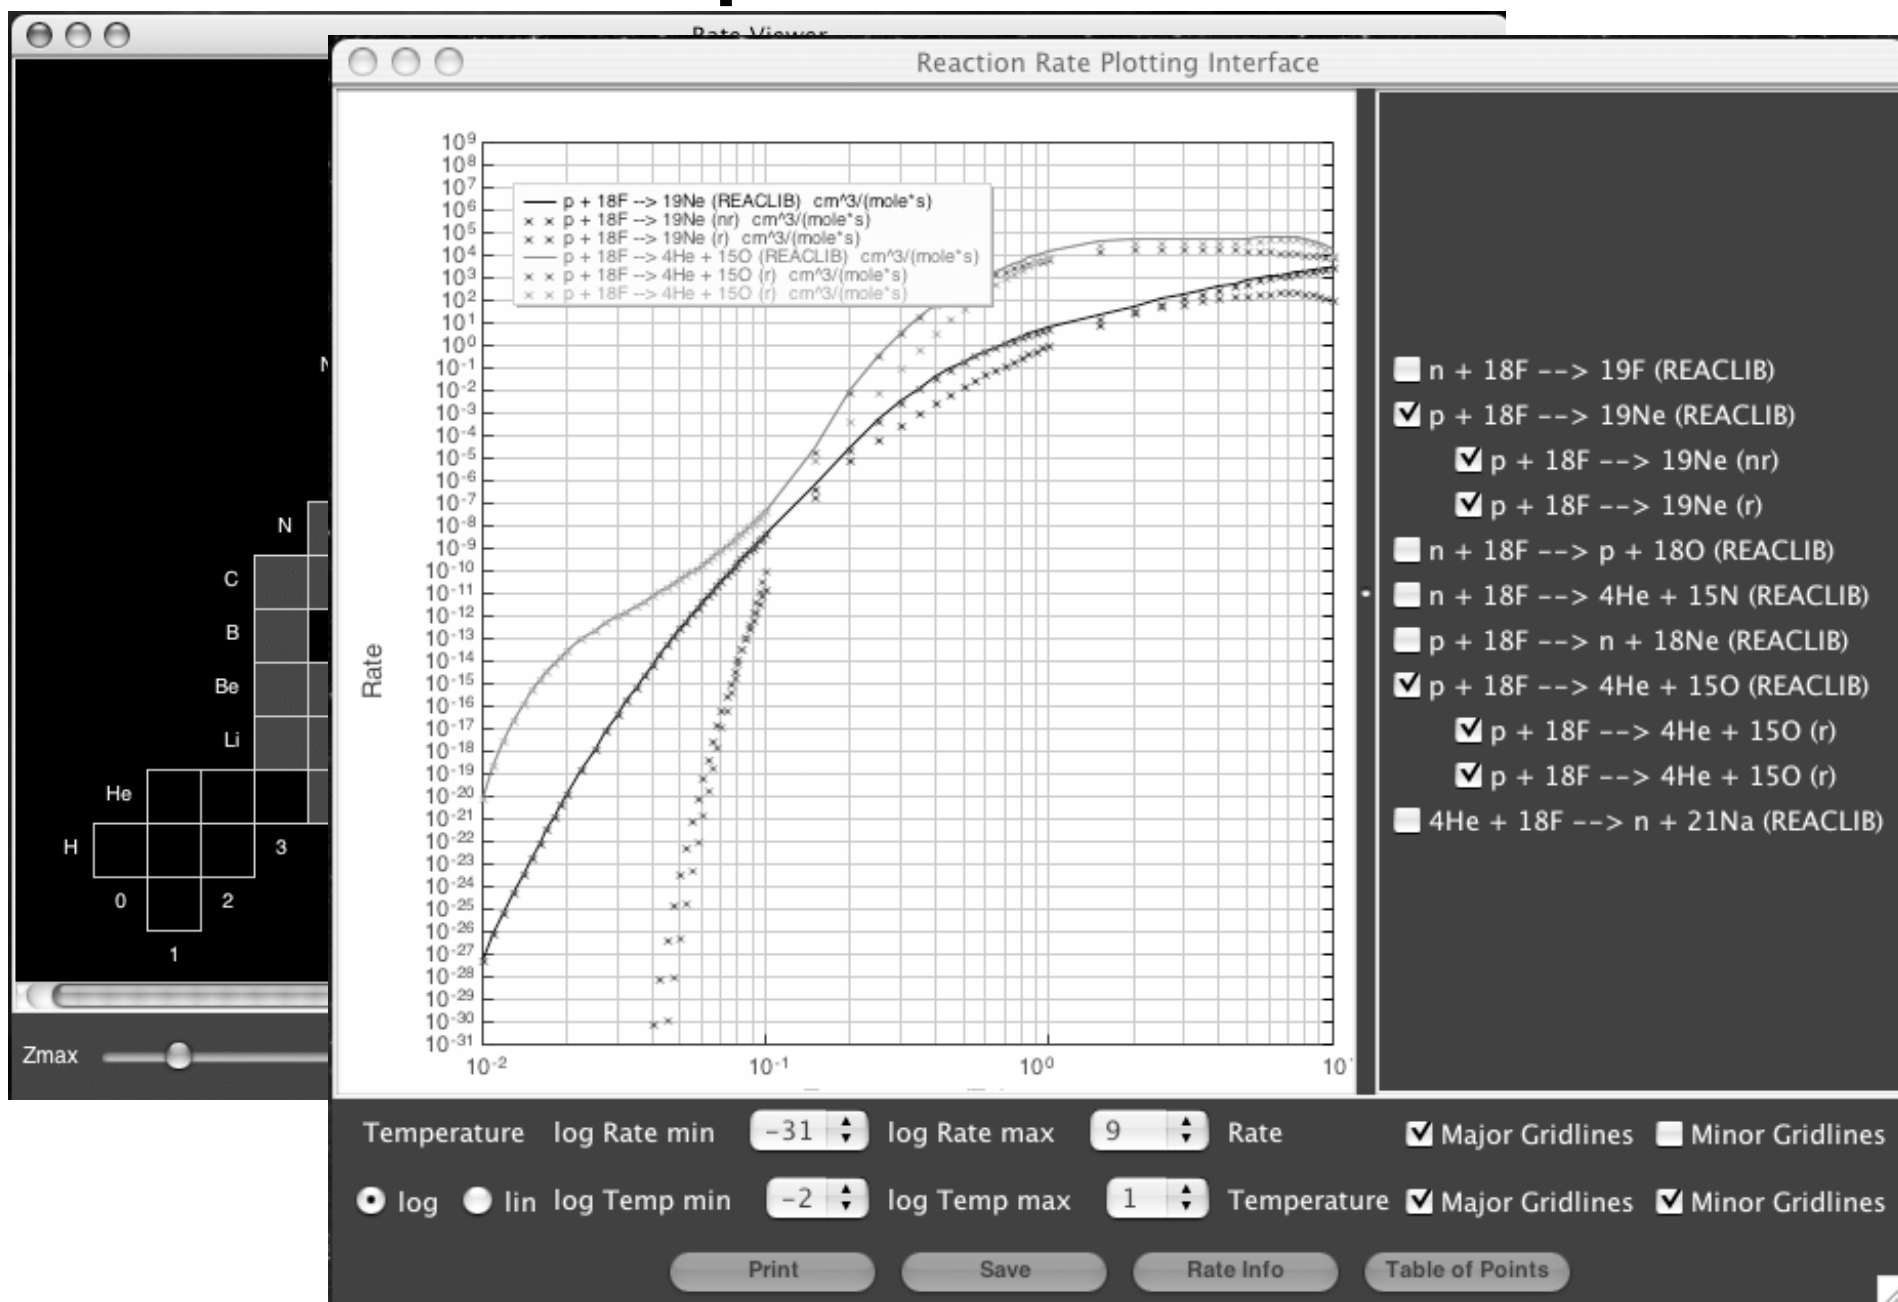 Rate Viewer
Reaction Rate Plotting Interface
10^9
10^8
10^7
10^6
10^5
10^4
10^3
10^2
10^1
10^0
10^-1
10^-2
10^-3
10^-4
10^-5
10^-6
10^-7
10^-8
10^-9
10^-10
10^-11
10^-12
10^-13
10^-14
10^-15
10^-16
10^-17
10^-18
10^-19
10^-20
10^-21
10^-22
10^-23
10^-24
10^-25
10^-26
10^-27
10^-28
10^-29
10^-30
10^-31
Rate
p + 18F --> 19Ne (REACLIB) cm^3/(mole*s)
p + 18F --> 19Ne (nr) cm^3/(mole*s)
p + 18F --> 19Ne (r) cm^3/(mole*s)
p + 18F --> 4He + 15O (REACLIB) cm^3/(mole*s)
p + 18F --> 4He + 15O (r) cm^3/(mole*s)
p + 18F --> 4He + 15O (r) cm^3/(mole*s)
10^-2 10^-1 10^0
n + 18F --> 19F (REACLIB)
p + 18F --> 19Ne (REACLIB)
p + 18F --> 19Ne (nr)
p + 18F --> 19Ne (r)
n + 18F --> p + 18O (REACLIB)
n + 18F --> 4He + 15N (REACLIB)
p + 18F --> n + 18Ne (REACLIB)
p + 18F --> 4He + 15O (REACLIB)
p + 18F --> 4He + 15O (r)
p + 18F --> 4He + 15O (r)
4He + 18F --> n + 21Na (REACLIB)
N
C
B
Be
Li
He
H 3
0 2
1
Zmax
Temperature log Rate min -31 log Rate max 9 Rate Major Gridlines Minor Gridlines
log lin log Temp min -2 log Temp max 1 Temperature Major Gridlines Minor Gridlines
Print Save Rate Info Table of Points